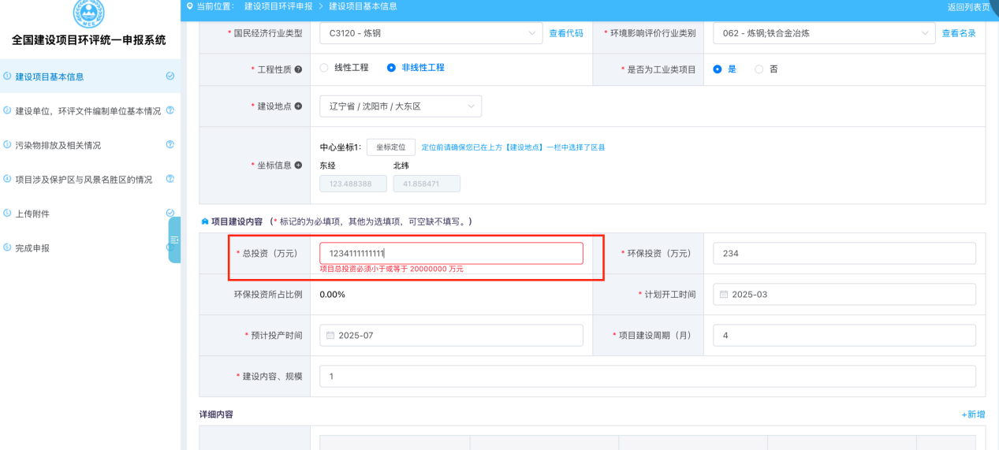 当前位置： 建设项目环评申报 > 建设项目基本信息
返回列表页
MEE
全国建设项目环评统一申报系统
① 建设项目基本信息
② 建设单位，环评文件编制单位基本情况
③ 污染物排放及相关情况
④ 项目涉及保护区与风景名胜区的情况
⑤ 上传附件
⑥ 完成申报
* 国民经济行业类型 C3120 - 炼钢 查看代码 * 环境影响评价行业类别 062 - 炼钢;铁合金冶炼 查看名录
* 工程性质 ? 线性工程 非线性工程 * 是否为工业类项目 是 否
* 建设地点 辽宁省 / 沈阳市 / 大东区
中心坐标1: 坐标定位 定位前请确保您已在上方【建设地点】一栏中选择了区县
* 坐标信息 东经 北纬
123.488388 41.858471
项目建设内容 （* 标记的为必填项，其他为选填项，可空缺不填写。）
* 总投资（万元） 1234111111111 * 环保投资（万元） 234
项目总投资必须小于或等于 20000000 万元
环保投资所占比例 0.00% * 计划开工时间 2025-03
* 预计投产时间 2025-07 * 项目建设周期（月） 4
* 建设内容、规模 1
详细内容 +新增